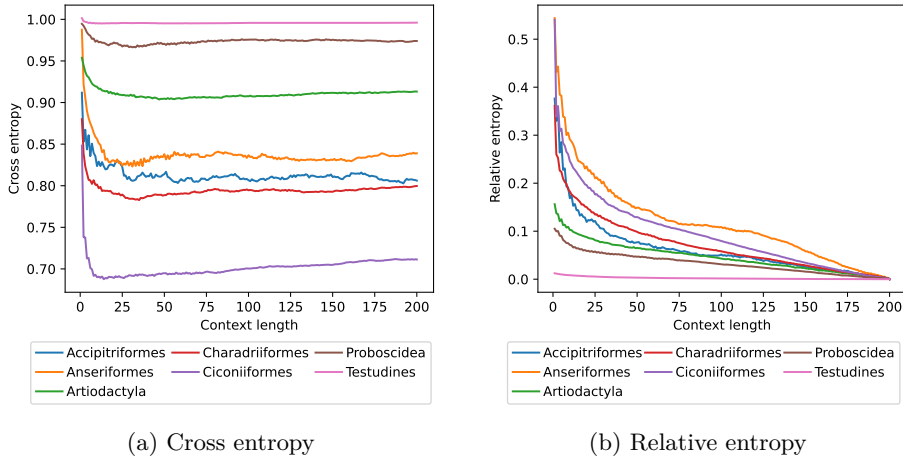 1.00
0.95
0.90
0.85
0.80
0.75
0.70
Cross entropy
0 25 50 75 100 125 150 175 200
Context length
Accipitriformes Charadriiformes Proboscidea
Anseriformes Ciconiiformes Testudines
Artiodactyla
(a) Cross entropy
0.5
0.4
0.3
0.2
0.1
0.0
Relative entropy
0 25 50 75 100 125 150 175 200
Context length
Accipitriformes Charadriiformes Proboscidea
Anseriformes Ciconiiformes Testudines
Artiodactyla
(b) Relative entropy